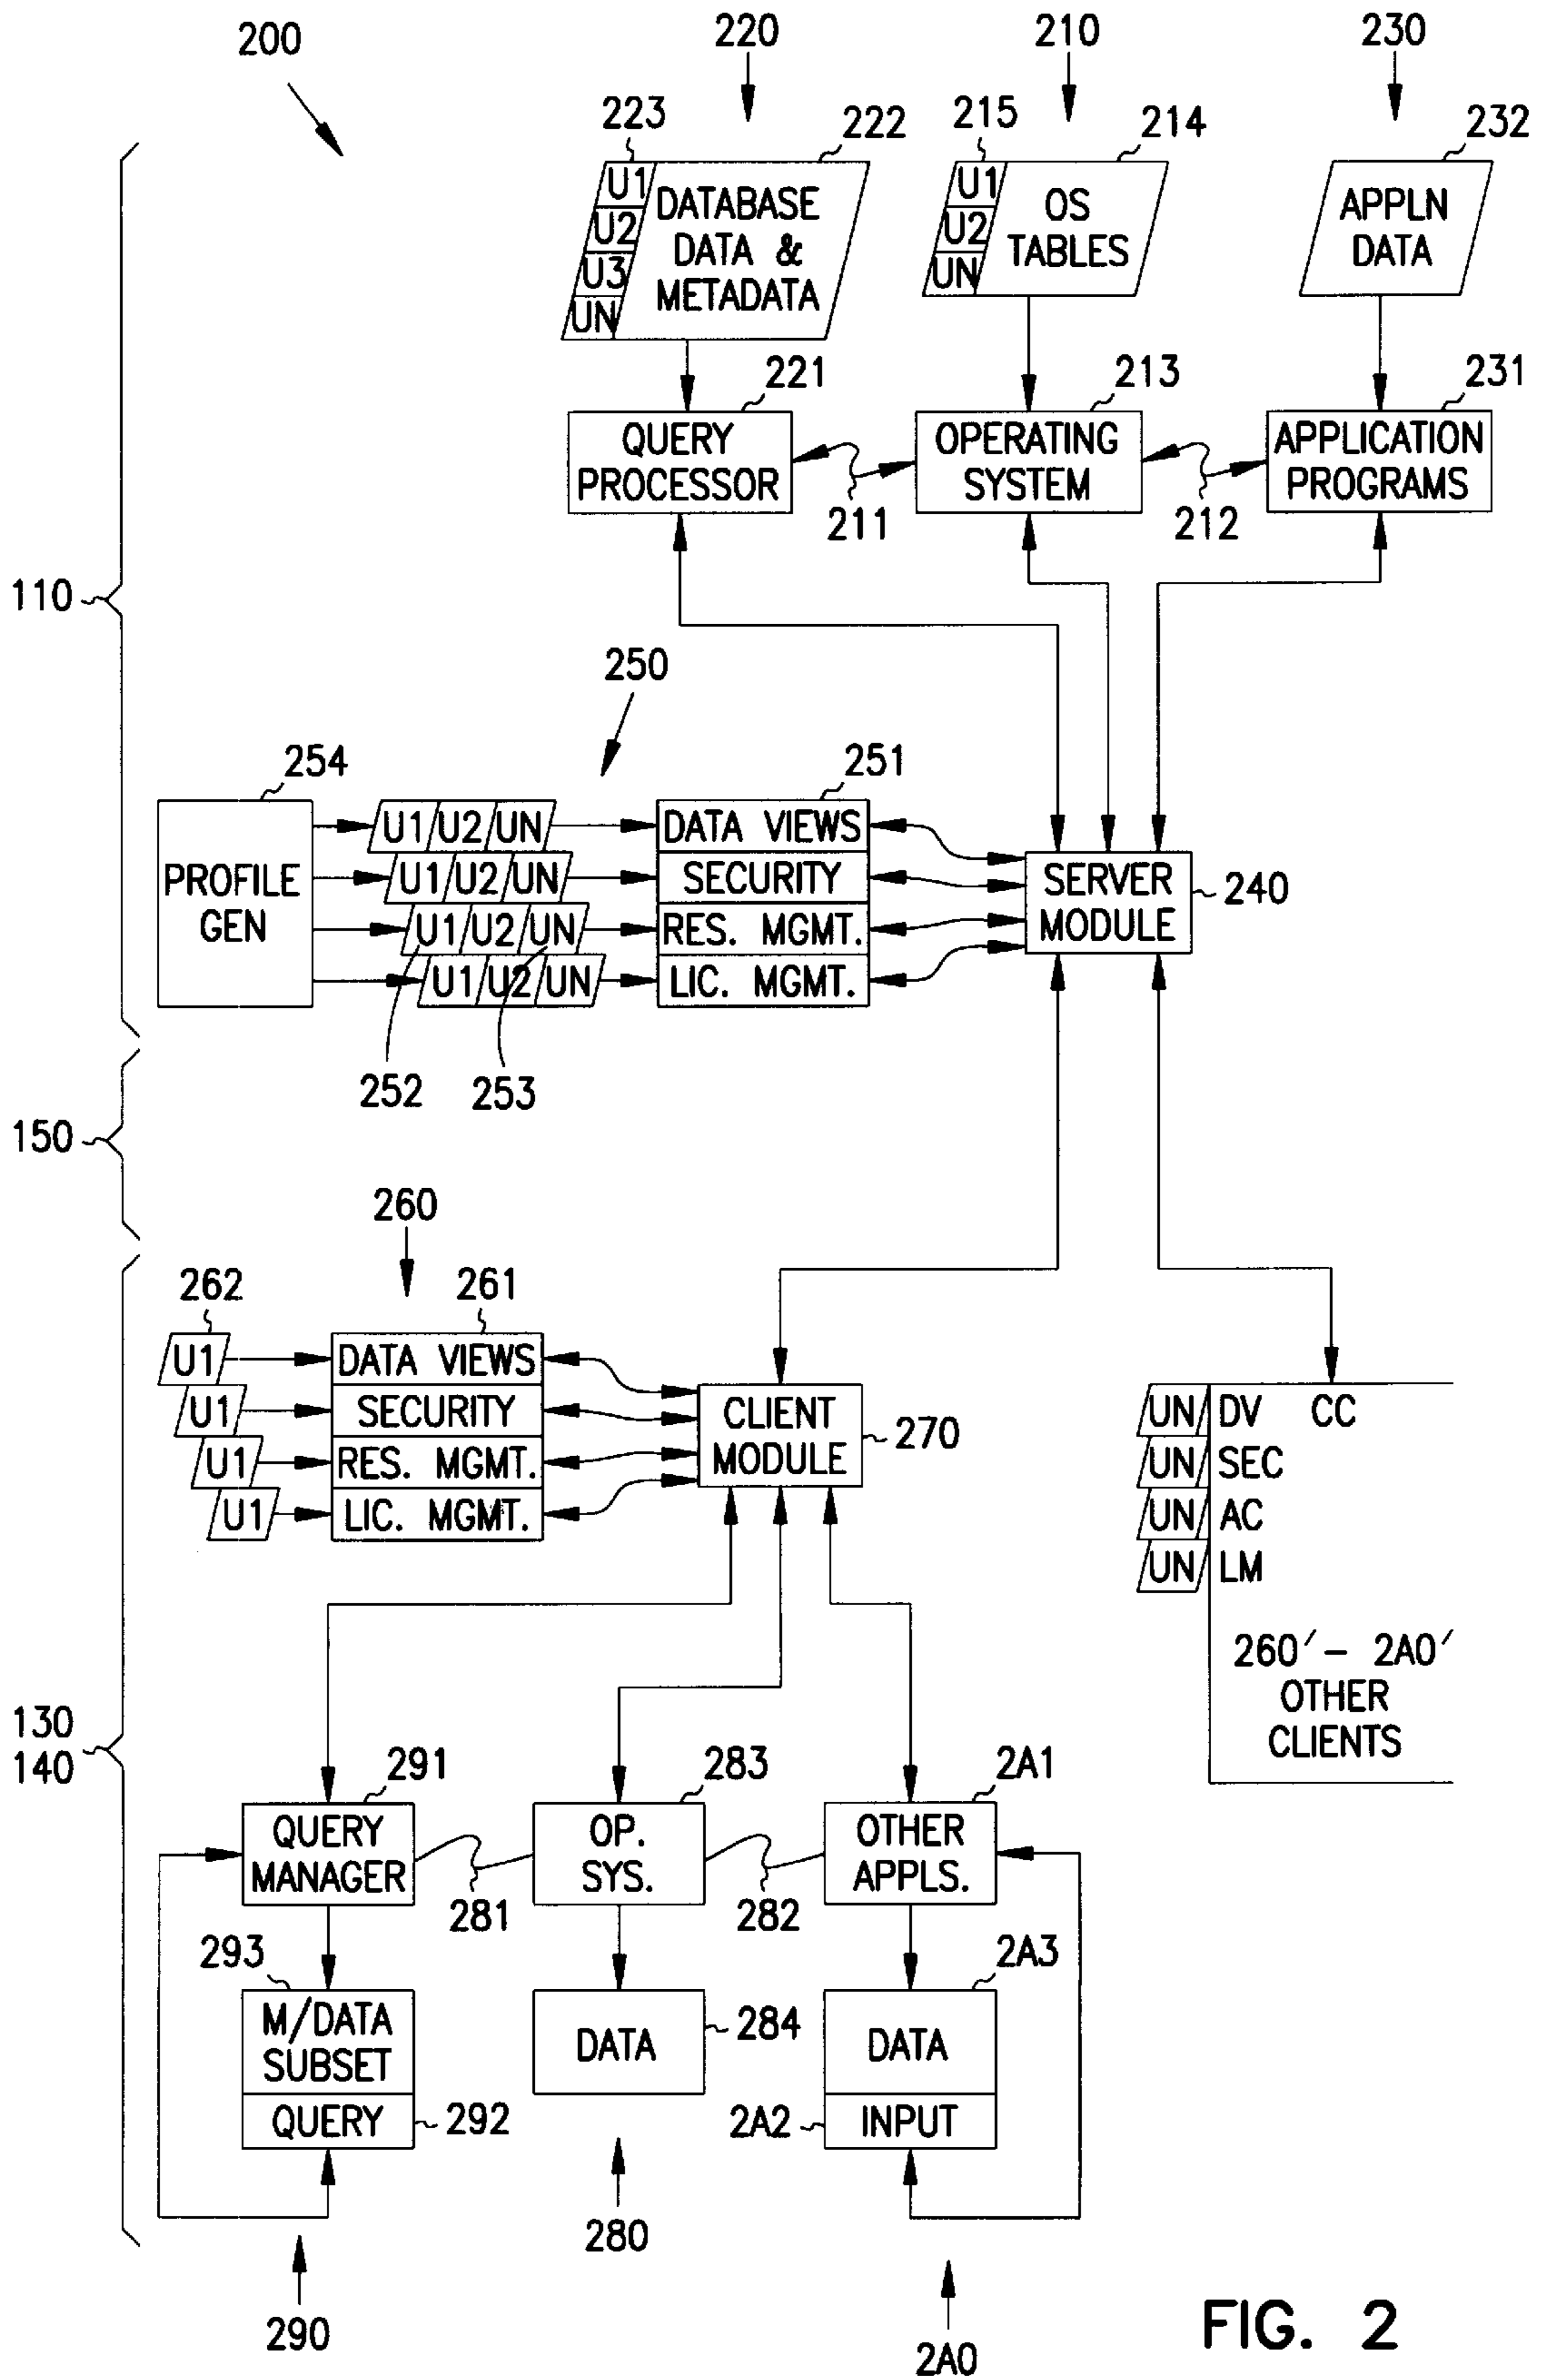 200
220
210
230
223
222
215
214
232
U1
U2
U3
UN
DATABASE
DATA &
METADATA
U1
U2
UN
OS
TABLES
APPLN
DATA
221
213
231
QUERY
PROCESSOR
OPERATING
SYSTEM
APPLICATION
PROGRAMS
211
212
110
250
254
251
PROFILE
GEN
U1 U2 UN
U1 U2 UN
U1 U2 UN
U1 U2 UN
DATA VIEWS
SECURITY
RES. MGMT.
LIC. MGMT.
SERVER
MODULE
240
252
253
150
260
262
261
U1
U1
U1
U1
DATA VIEWS
SECURITY
RES. MGMT.
LIC. MGMT.
CLIENT
MODULE
270
UN DV CC
UN SEC
UN AC
UN LM
260′– 2A0′
OTHER
CLIENTS
130
140
291
283
2A1
QUERY
MANAGER
OP.
SYS.
OTHER
APPLS.
281
282
293
2A3
M/DATA
SUBSET
DATA
284
DATA
QUERY
292
2A2
INPUT
280
290
2A0
FIG. 2